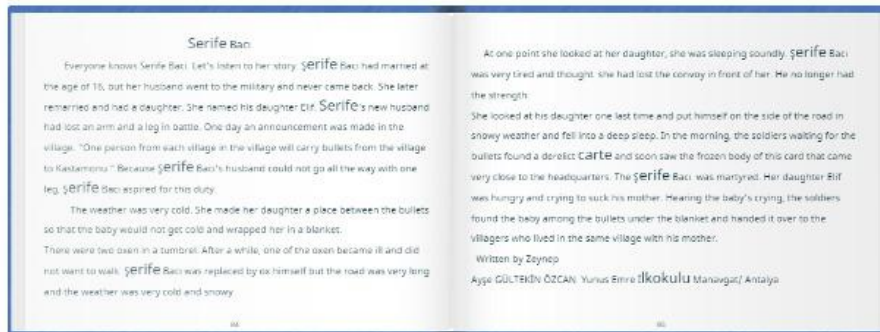 Serife Bacı
Everyone knows Serife Bacı. Let's listen to her story. Şerife Bacı had married at
the age of 16, but her husband went to the military and never came back. She later
remarried and had a daughter. She named his daughter Elif. Serife's new husband
had lost an arm and a leg in battle. One day an announcement was made in the
village. "One person from each village in the village will carry bullets from the village
to Kastamonu." Because Şerife Bacı's husband could not go all the way with one
leg, Şerife Bacı aspired for this duty.
The weather was very cold. She made her daughter a place between the bullets
so that the baby would not get cold and wrapped her in a blanket.
There were two oxen in a tumbrel. After a while, one of the oxen became ill and did
not want to walk. Şerife Bacı was replaced by ox himself but the road was very long
and the weather was very cold and snowy.
At one point she looked at her daughter, she was sleeping soundly. Şerife Bacı
was very tired and thought she had lost the convoy in front of her. He no longer had
the strength.
She looked at his daughter one last time and put himself on the side of the road in
snowy weather and fell into a deep sleep. In the morning, the soldiers waiting for the
bullets found a derelict carte and soon saw the frozen body of this card that came
very close to the headquarters. The Şerife Bacı was martyred. Her daughter Elif
was hungry and crying to suck his mother. Hearing the baby's crying, the soldiers
found the baby among the bullets under the blanket and handed it over to the
villagers who lived in the same village with his mother.
Written by Zeynep
Ayşe GÜLTEKİN ÖZCAN Yunus Emre İlkokulu Manavgat/ Antalya